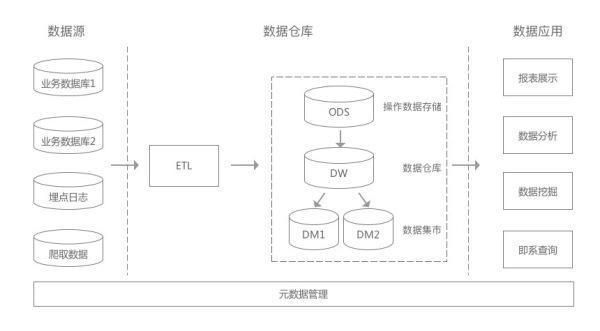 数据源
数据仓库
数据应用
业务数据库1
业务数据库2
埋点日志
爬取数据
ETL
ODS
操作数据存储
DW
数据仓库
DM1
DM2
数据集市
报表展示
数据分析
数据挖掘
即系查询
元数据管理